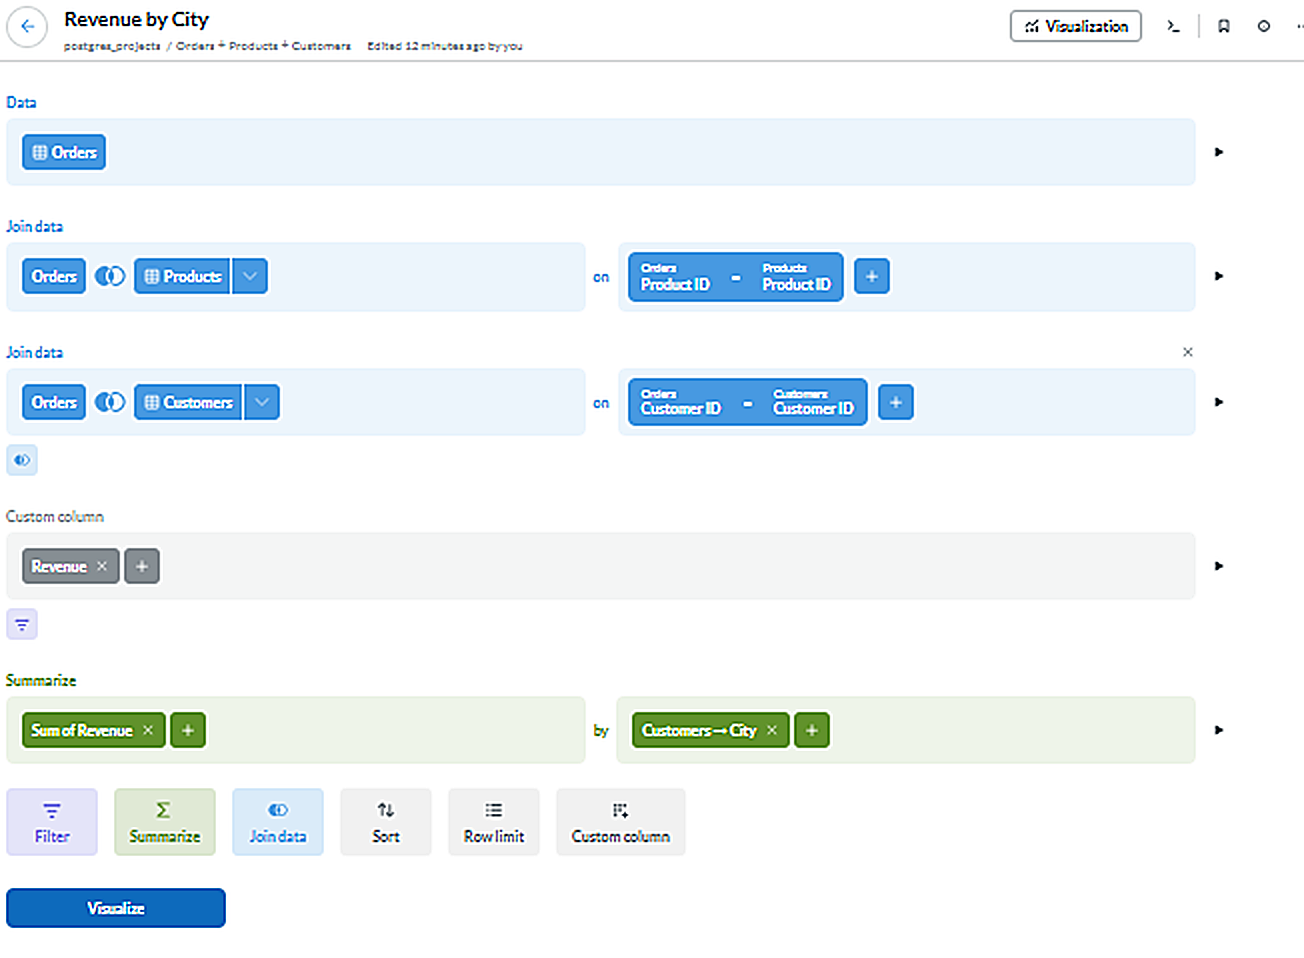 Revenue by City
Visualization
postgres_projects / Orders + Products + Customers Edited 12 minutes ago by you
Data
Orders
Join data
Orders Products on Orders Product ID = Products Product ID +
Join data
Orders Customers on Orders Customer ID = Customers Customer ID +
Custom column
Revenue × +
Summarize
Sum of Revenue × + by Customers → City × +
Filter Summarize Join data Sort Row limit Custom column
Visualize